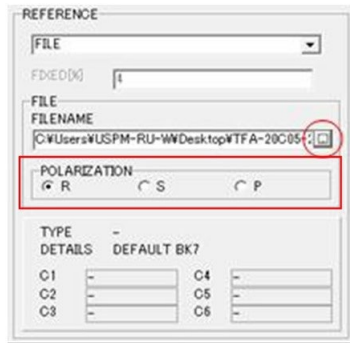 REFERENCE
FILE
FIXED[%] 4
FILE
FILENAME
C:¥Users¥USPM-RU-W¥Desktop¥TFA-20C05-
POLARIZATION
R S P
TYPE -
DETAILS DEFAULT BK7
C1 - C4 -
C2 - C5 -
C3 - C6 -